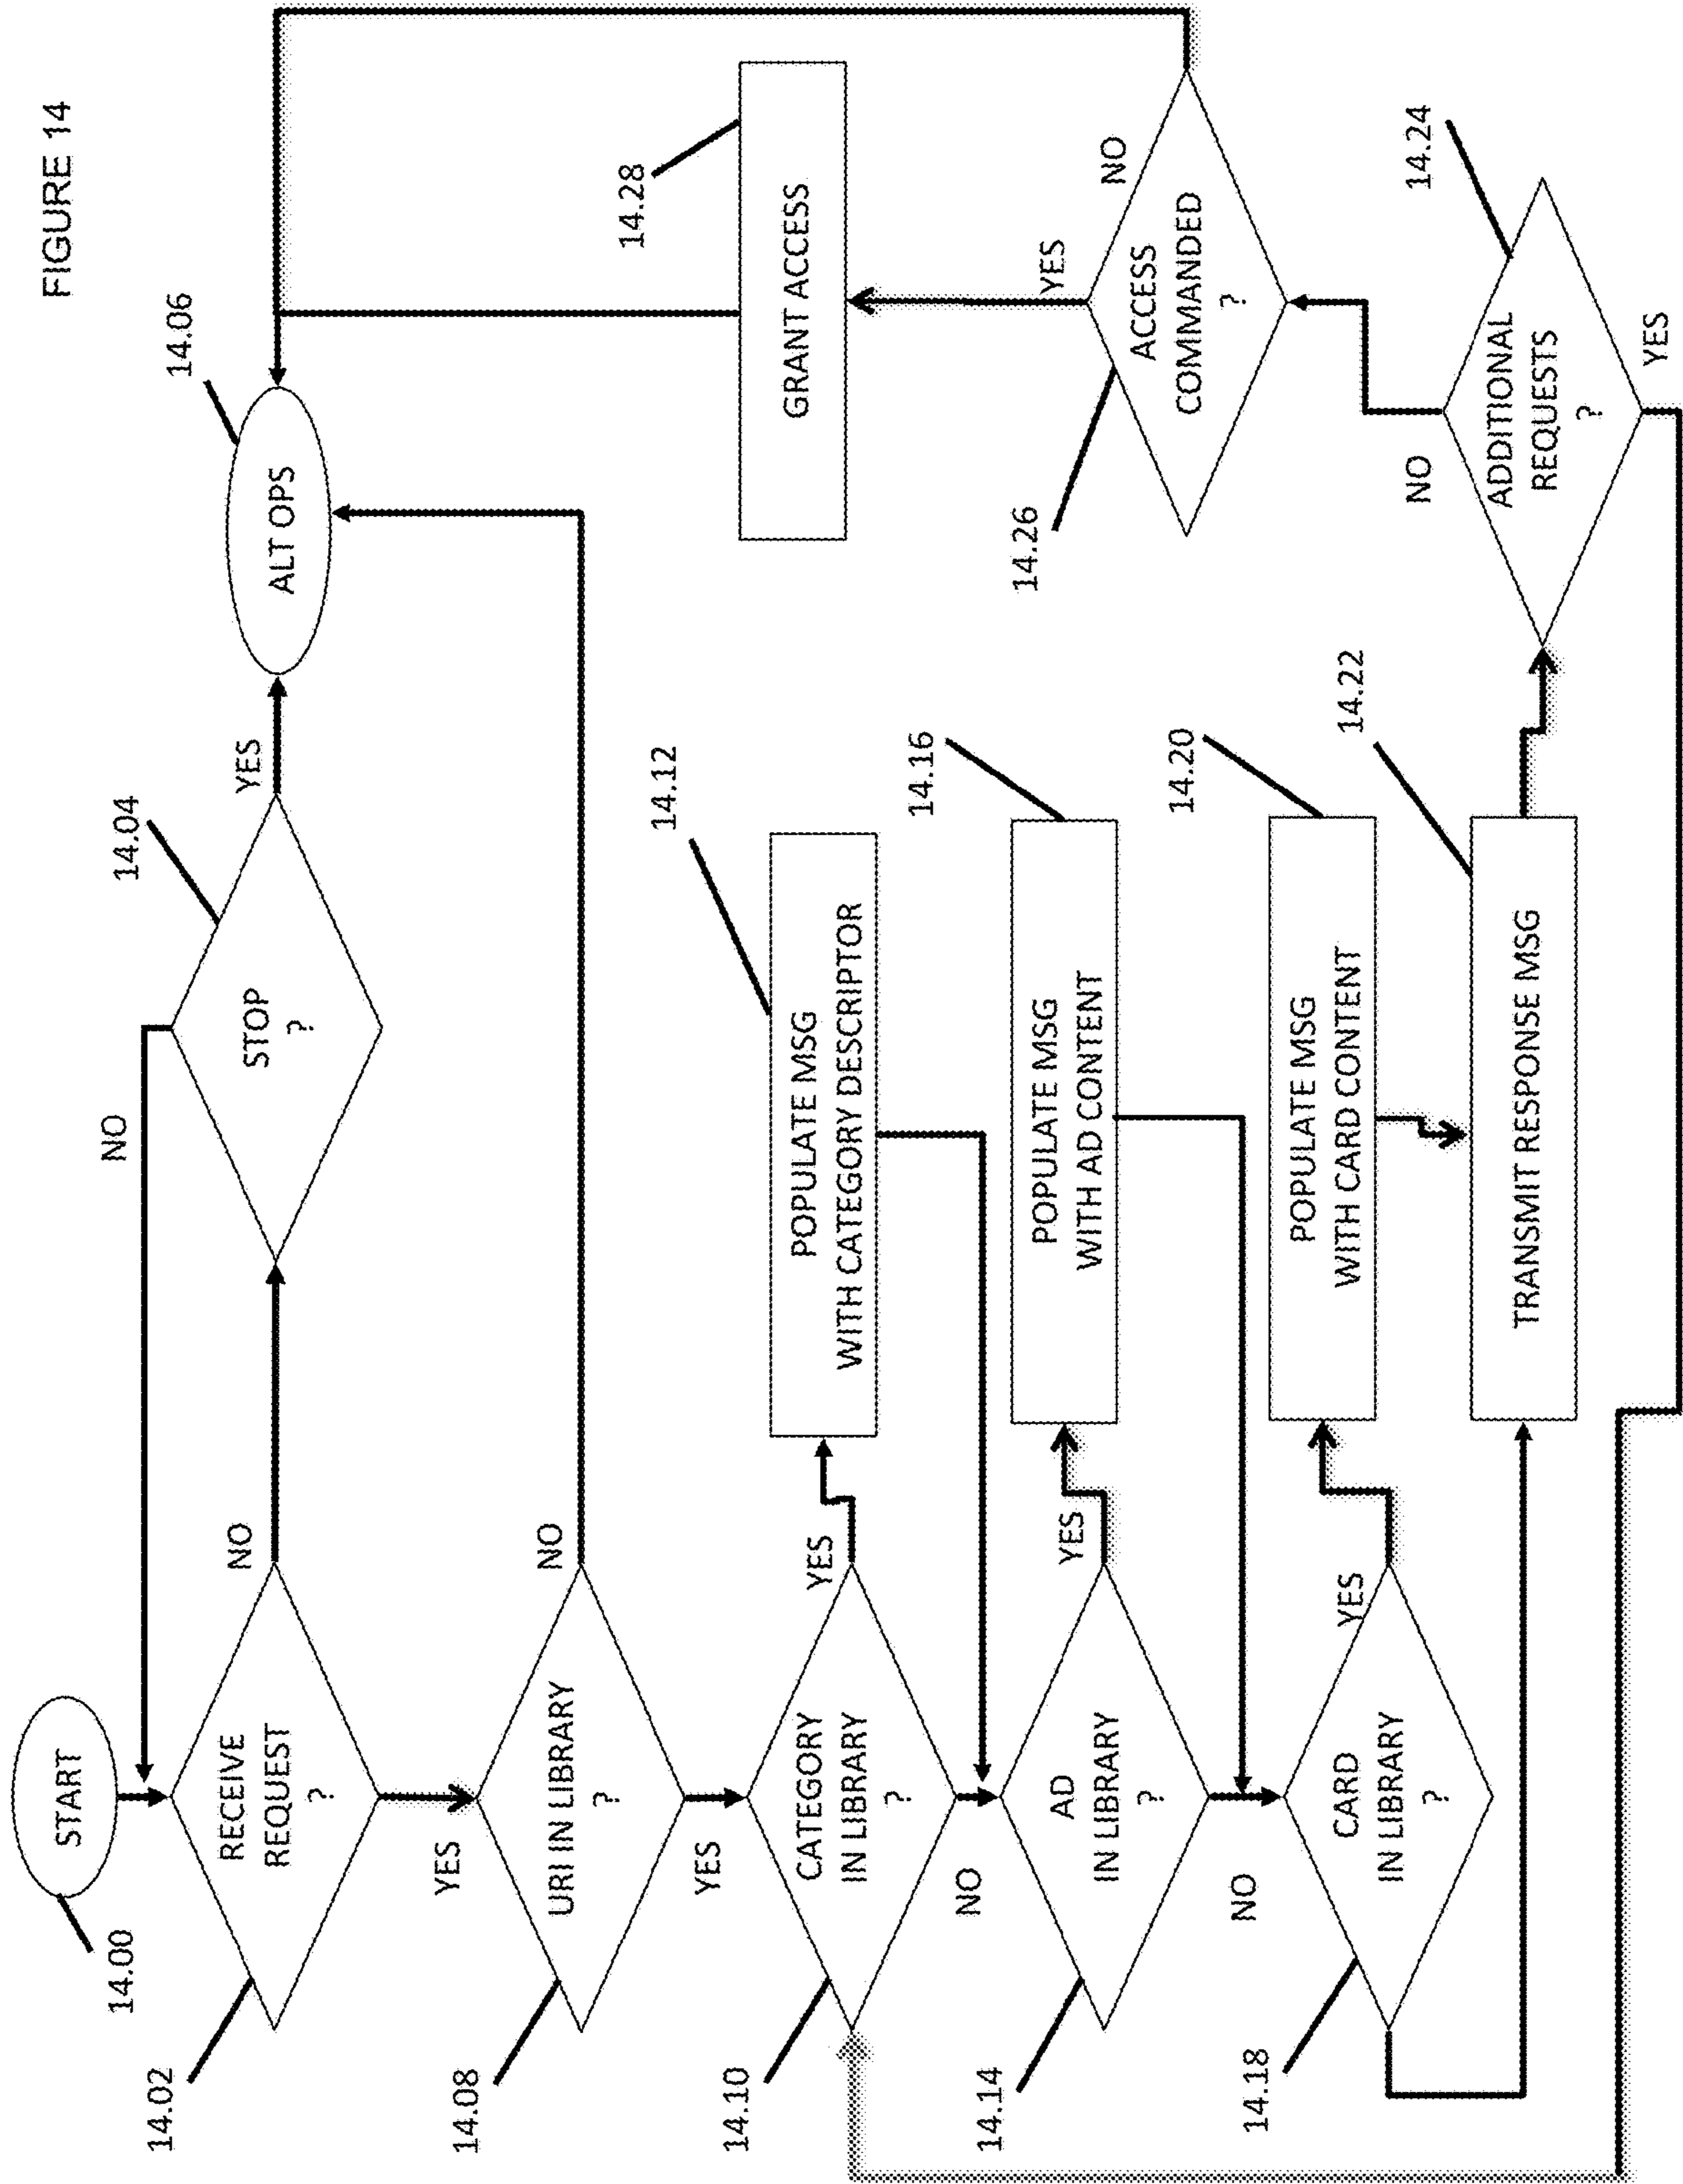 FIGURE 14
START
14.00
RECEIVE
REQUEST
?
14.02
NO
YES
STOP
?
14.04
NO
YES
ALT OPS
14.06
URI IN LIBRARY
?
14.08
NO
YES
CATEGORY
IN LIBRARY
?
14.10
YES
NO
POPULATE MSG
WITH CATEGORY DESCRIPTOR
14.12
AD
IN LIBRARY
?
14.14
YES
NO
POPULATE MSG
WITH AD CONTENT
14.16
CARD
IN LIBRARY
?
14.18
YES
POPULATE MSG
WITH CARD CONTENT
14.20
TRANSMIT RESPONSE MSG
14.22
ADDITIONAL
REQUESTS
?
14.24
NO
YES
ACCESS
COMMANDED
?
14.26
YES
NO
GRANT ACCESS
14.28